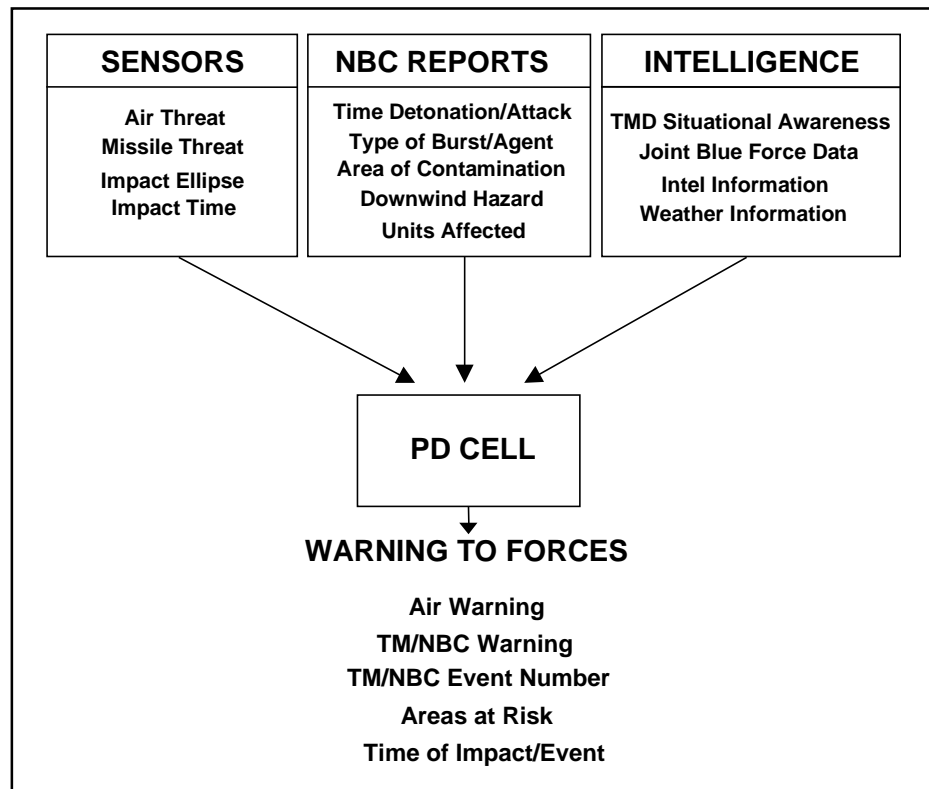 SENSORS
Air Threat
Missile Threat
Impact Ellipse
Impact Time
NBC REPORTS
Time Detonation/Attack
Type of Burst/Agent
Area of Contamination
Downwind Hazard
Units Affected
INTELLIGENCE
TMD Situational Awareness
Joint Blue Force Data
Intel Information
Weather Information
PD CELL
WARNING TO FORCES
Air Warning
TM/NBC Warning
TM/NBC Event Number
Areas at Risk
Time of Impact/Event